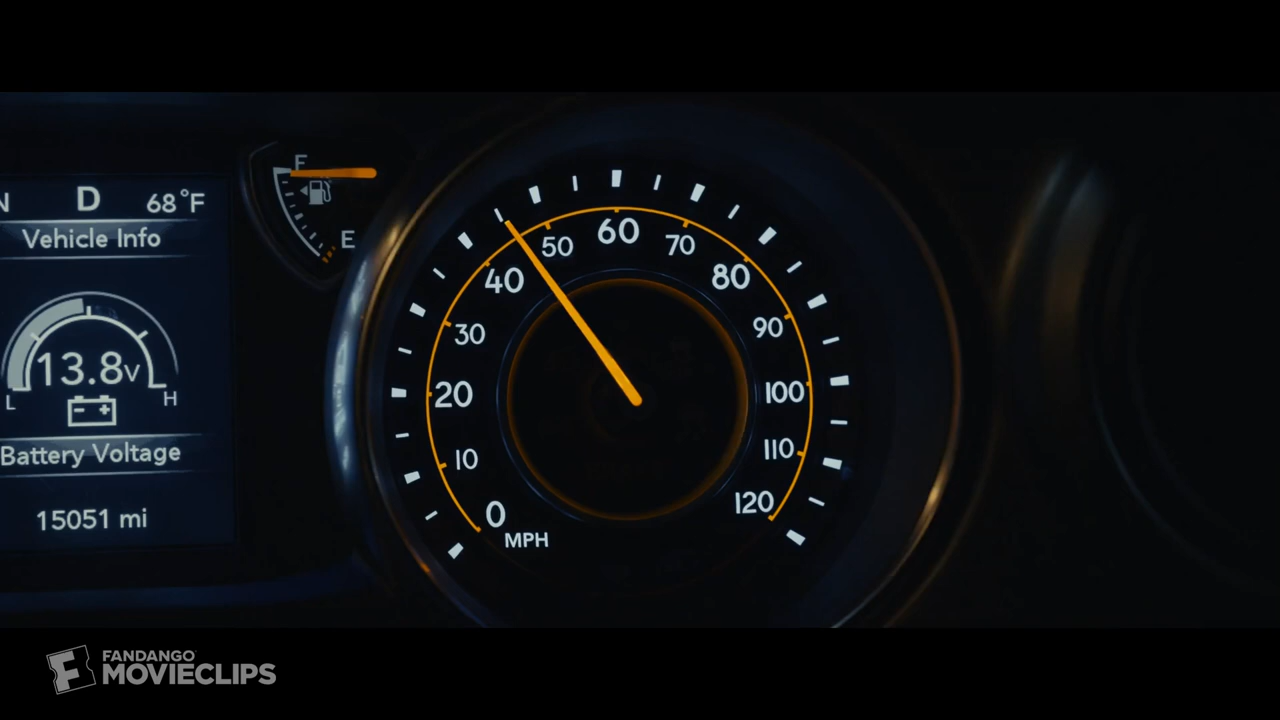 N D 68°F
Vehicle Info
13.8v
L H
- +
Battery Voltage
15051 mi
F
E
0
10
20
30
40
50
60
70
80
90
100
110
120
MPH
FANDANGO
MOVIECLIPS